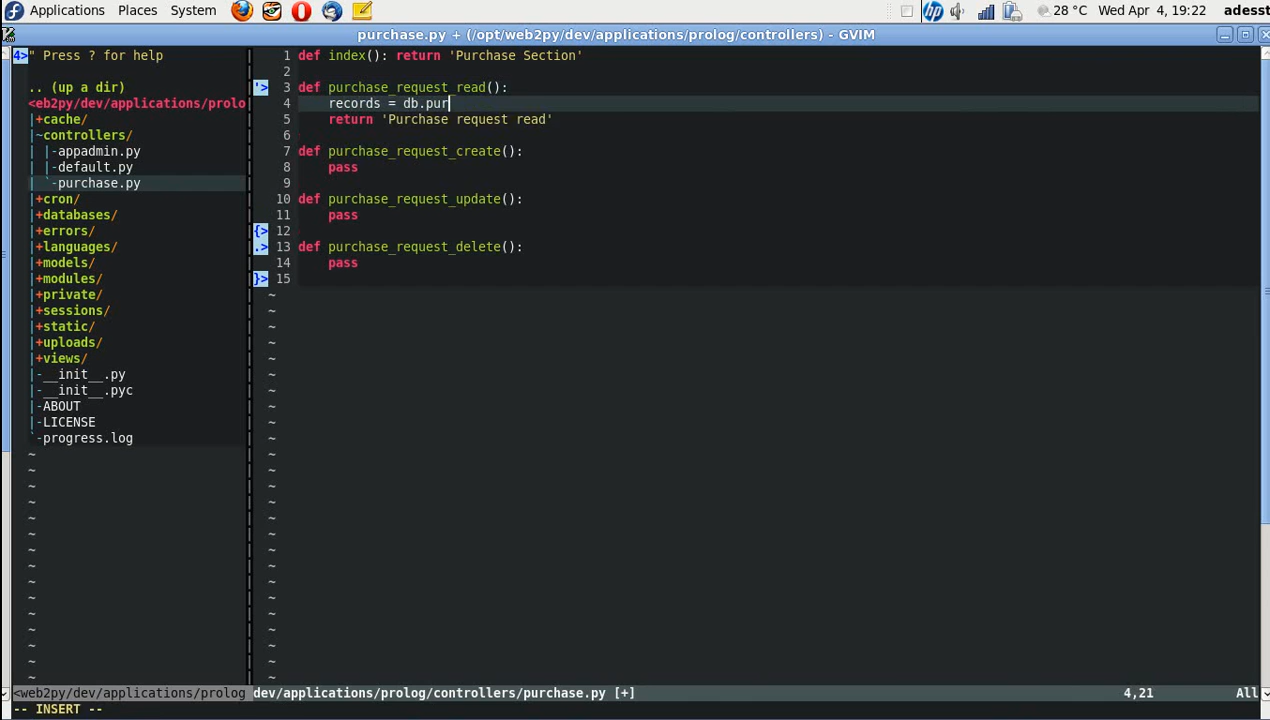 Applications Places System 28 °C Wed Apr 4, 19:22 adesst
purchase.py + (/opt/web2py/dev/applications/prolog/controllers) - GVIM
4>" Press ? for help
.. (up a dir)
<eb2py/dev/applications/prolo
|+cache/
|~controllers/
| |-appadmin.py
| |-default.py
| `-purchase.py
|+cron/
|+databases/
|+errors/
|+languages/
|+models/
|+modules/
|+private/
|+sessions/
|+static/
|+uploads/
|+views/
|-__init__.py
|-__init__.pyc
|-ABOUT
|-LICENSE
`-progress.log
1 def index(): return 'Purchase Section'
2
'> 3 def purchase_request_read():
4 records = db.pur
5 return 'Purchase request read'
6
7 def purchase_request_create():
8 pass
9
10 def purchase_request_update():
11 pass
{> 12
.> 13 def purchase_request_delete():
14 pass
}> 15
<web2py/dev/applications/prolog dev/applications/prolog/controllers/purchase.py [+] 4,21 All
-- INSERT --